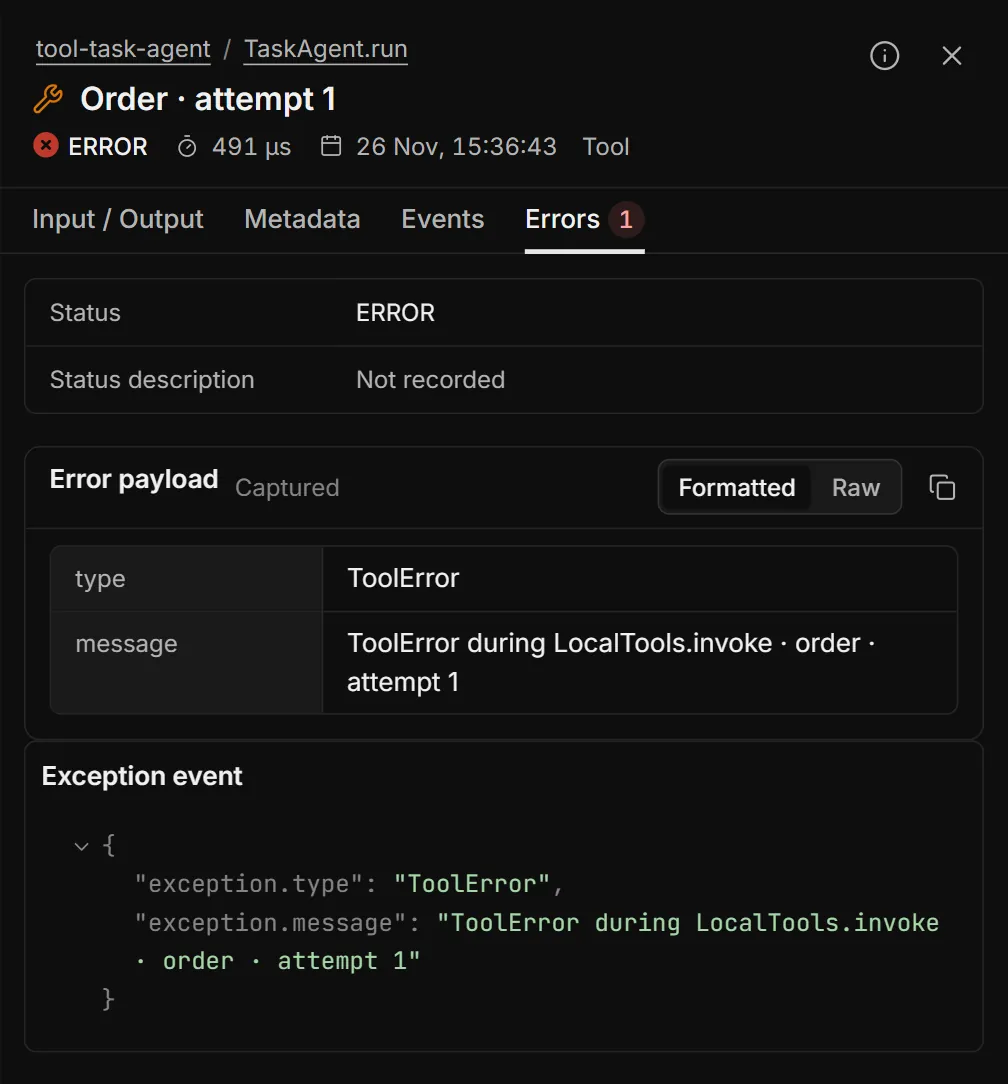 tool-task-agent / TaskAgent.run
Order · attempt 1
ERROR 491 µs 26 Nov, 15:36:43 Tool
Input / Output Metadata Events Errors 1
Status ERROR
Status description Not recorded
Error payload Captured Formatted Raw
type ToolError
message ToolError during LocalTools.invoke · order ·
attempt 1
Exception event
{
"exception.type": "ToolError",
"exception.message": "ToolError during LocalTools.invoke
· order · attempt 1"
}